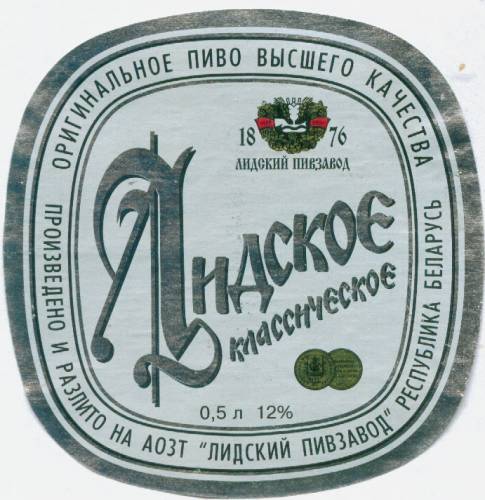 ОРИГИНАЛЬНОЕ ПИВО ВЫСШЕГО КАЧЕСТВА
18 76
ЛИДСКИЙ ПИВЗАВОД
Лидское
классическое
0,5 л 12%
ПРОИЗВЕДЕНО И РАЗЛИТО НА АОЗТ "ЛИДСКИЙ ПИВЗАВОД" РЕСПУБЛИКА БЕЛАРУСЬ